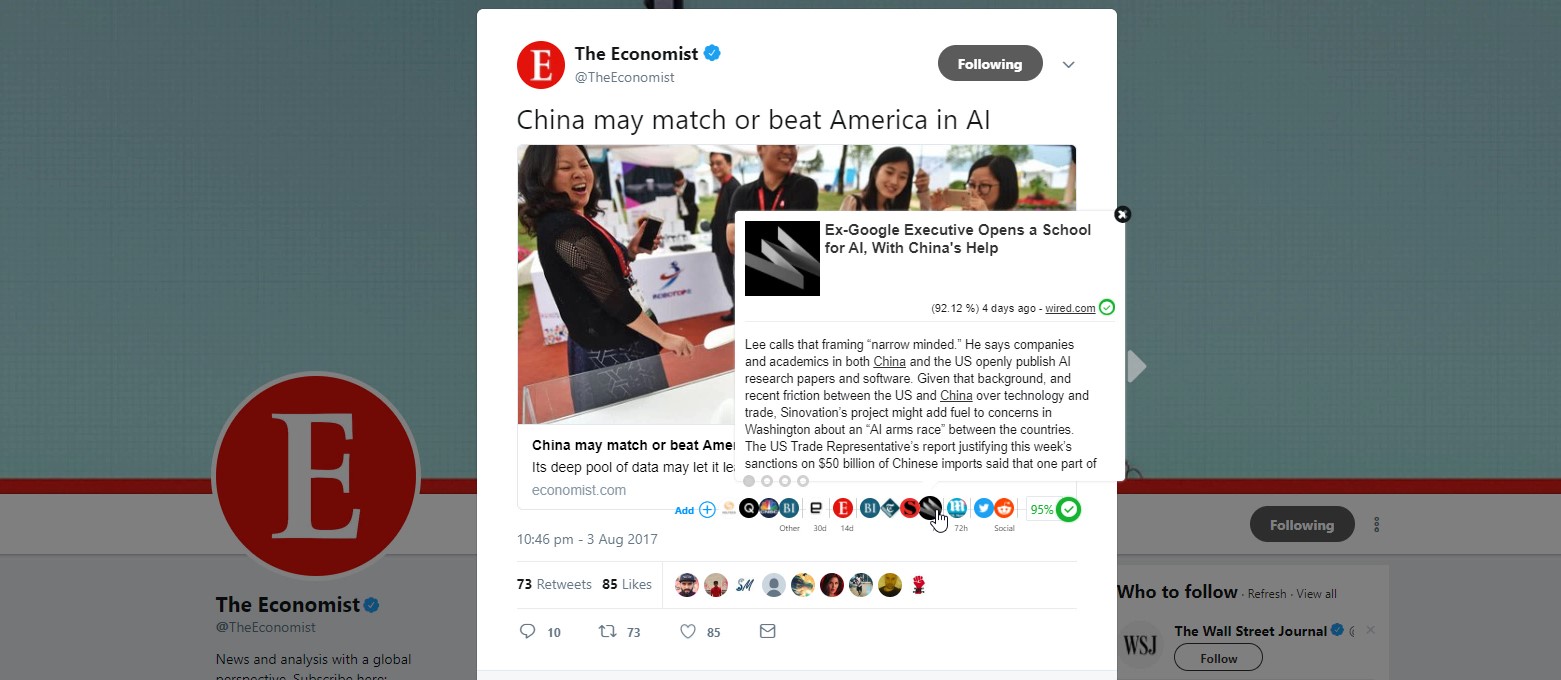 The Economist
@TheEconomist
Following
China may match or beat America in AI
ROBOTOPS
Ex-Google Executive Opens a School
for AI, With China's Help
(92.12 %) 4 days ago - wired.com
Lee calls that framing “narrow minded.” He says companies
and academics in both China and the US openly publish AI
research papers and software. Given that background, and
recent friction between the US and China over technology and
trade, Sinovation’s project might add fuel to concerns in
Washington about an “AI arms race” between the countries.
The US Trade Representative’s report justifying this week’s
sanctions on $50 billion of Chinese imports said that one part of
China may match or beat Amer
Its deep pool of data may let it le
economist.com
Add
Q
BI
e
E
BI
S
95%
Other 30d 14d 72h Social
10:46 pm - 3 Aug 2017
73 Retweets 85 Likes
SM
10 73 85
E
The Economist
@TheEconomist
News and analysis with a global
perspective. Subscribe here:
Following
Who to follow · Refresh · View all
WSJ
The Wall Street Journal
Follow